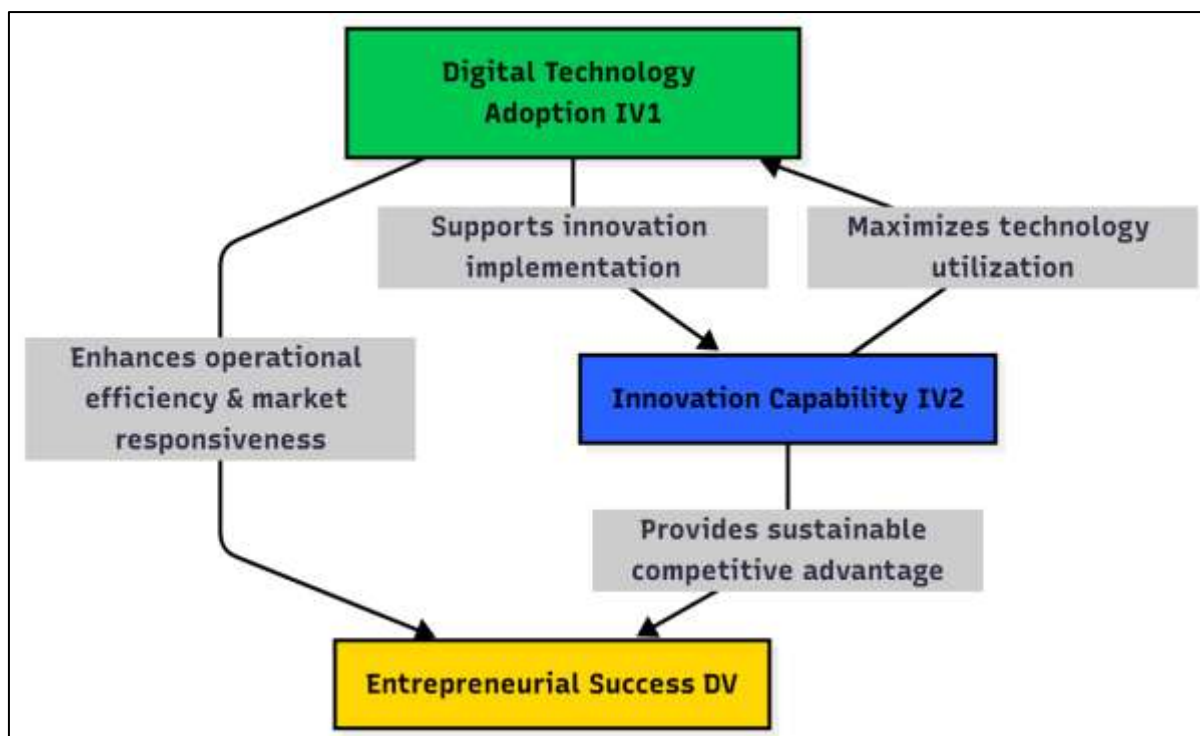 Digital Technology
Adoption IV1
Supports innovation
implementation
Maximizes technology
utilization
Enhances operational
efficiency & market
responsiveness
Innovation Capability IV2
Provides sustainable
competitive advantage
Entrepreneurial Success DV